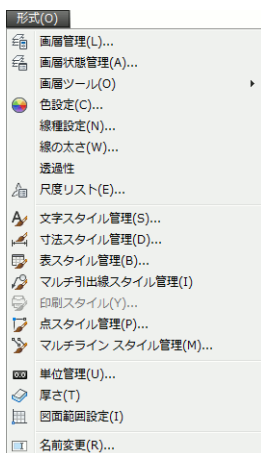 形式(O)
画層管理(L)...
画層状態管理(A)...
画層ツール(O)
色設定(C)...
線種設定(N)...
線の太さ(W)...
透過性
尺度リスト(E)...
文字スタイル管理(S)...
寸法スタイル管理(D)...
表スタイル管理(B)...
マルチ引出線スタイル管理(I)
印刷スタイル(Y)...
点スタイル管理(P)...
マルチライン スタイル管理(M)...
0.0 単位管理(U)...
厚さ(T)
図面範囲設定(I)
名前変更(R)...